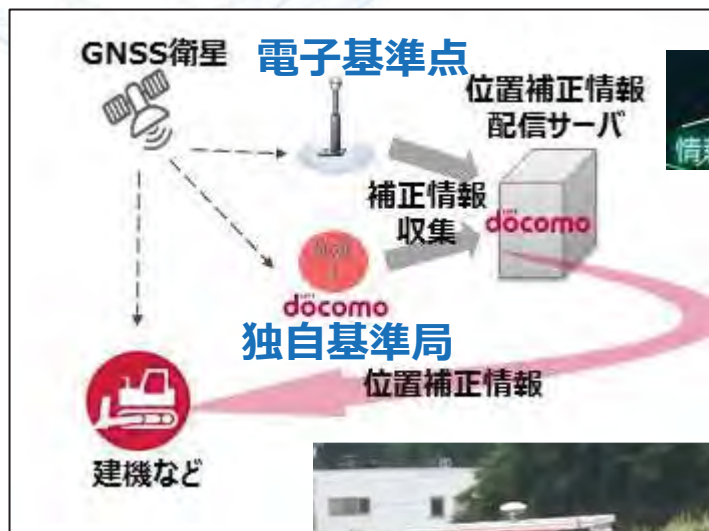 GNSS衛星
電子基準点
位置補正情報
配信サーバ
補正情報
収集
döcomo
döcomo
独自基準局
位置補正情報
建機など